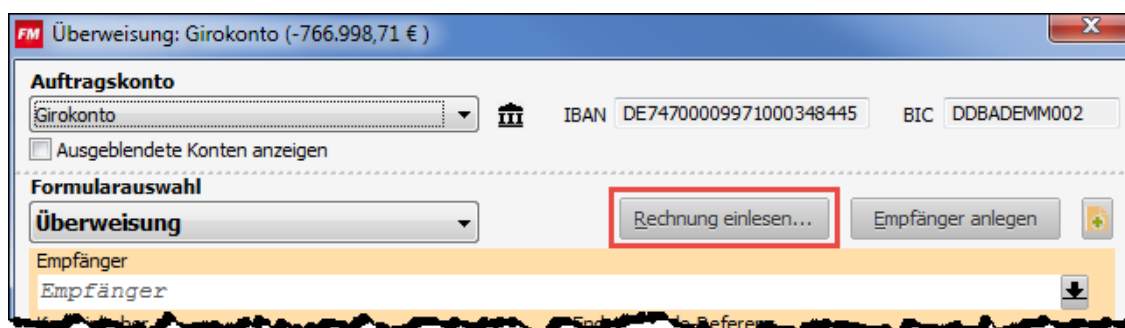 FM Überweisung: Girokonto (-766.998,71 € )
Auftragskonto
Girokonto IBAN DE74700009971000348445 BIC DDBADEMM002
Ausgeblendete Konten anzeigen
Formularauswahl
Überweisung Rechnung einlesen... Empfänger anlegen
Empfänger
Empfänger